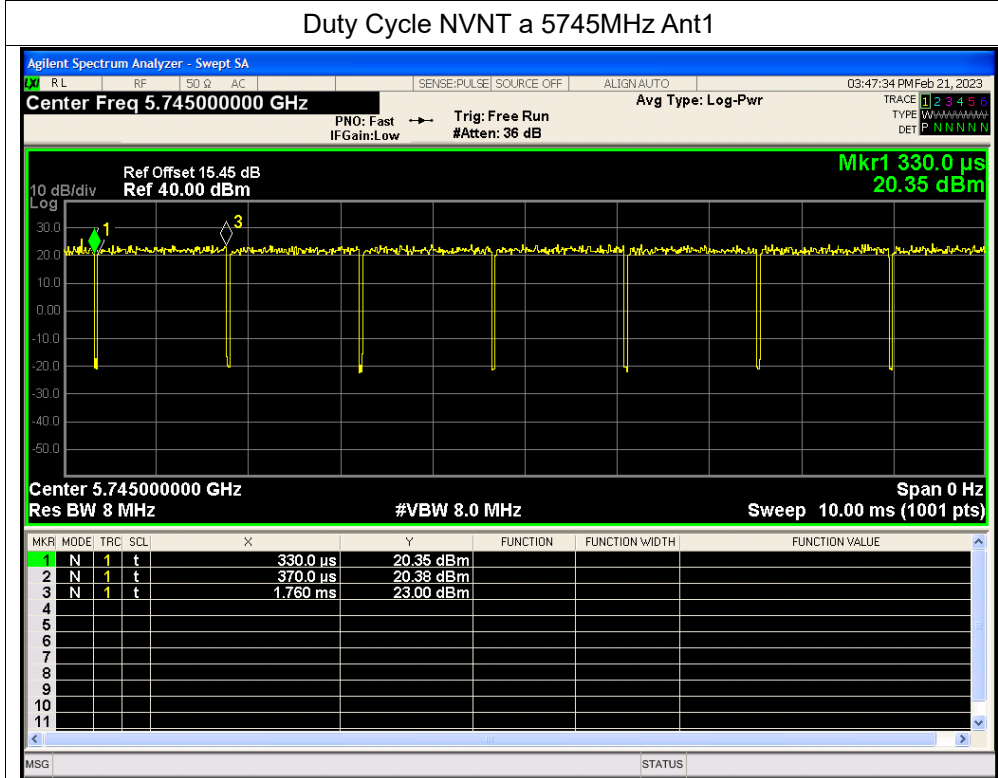 Duty Cycle NVNT a 5745MHz Ant1
Agilent Spectrum Analyzer - Swept SA
LXI RL RF 50 Ω AC SENSE:PULSE SOURCE OFF ALIGN AUTO 03:47:34 PM Feb 21, 2023
Center Freq 5.745000000 GHz Avg Type: Log-Pwr TRACE 1 2 3 4 5 6
PNO: Fast Trig: Free Run TYPE WWWWWW
IFGain:Low #Atten: 36 dB DET P N N N N N
Mkr1 330.0 µs
Ref Offset 15.45 dB
10 dB/div Ref 40.00 dBm 20.35 dBm
Log
30.0
1
3
20.0
10.0
0.00
-10.0
-20.0
-30.0
-40.0
-50.0
Center 5.745000000 GHz Span 0 Hz
Res BW 8 MHz #VBW 8.0 MHz Sweep 10.00 ms (1001 pts)
MKR MODE TRC SCL X Y FUNCTION FUNCTION WIDTH FUNCTION VALUE
1 N 1 t 330.0 µs 20.35 dBm
2 N 1 t 370.0 µs 20.38 dBm
3 N 1 t 1.760 ms 23.00 dBm
4
5
6
7
8
9
10
11
MSG STATUS